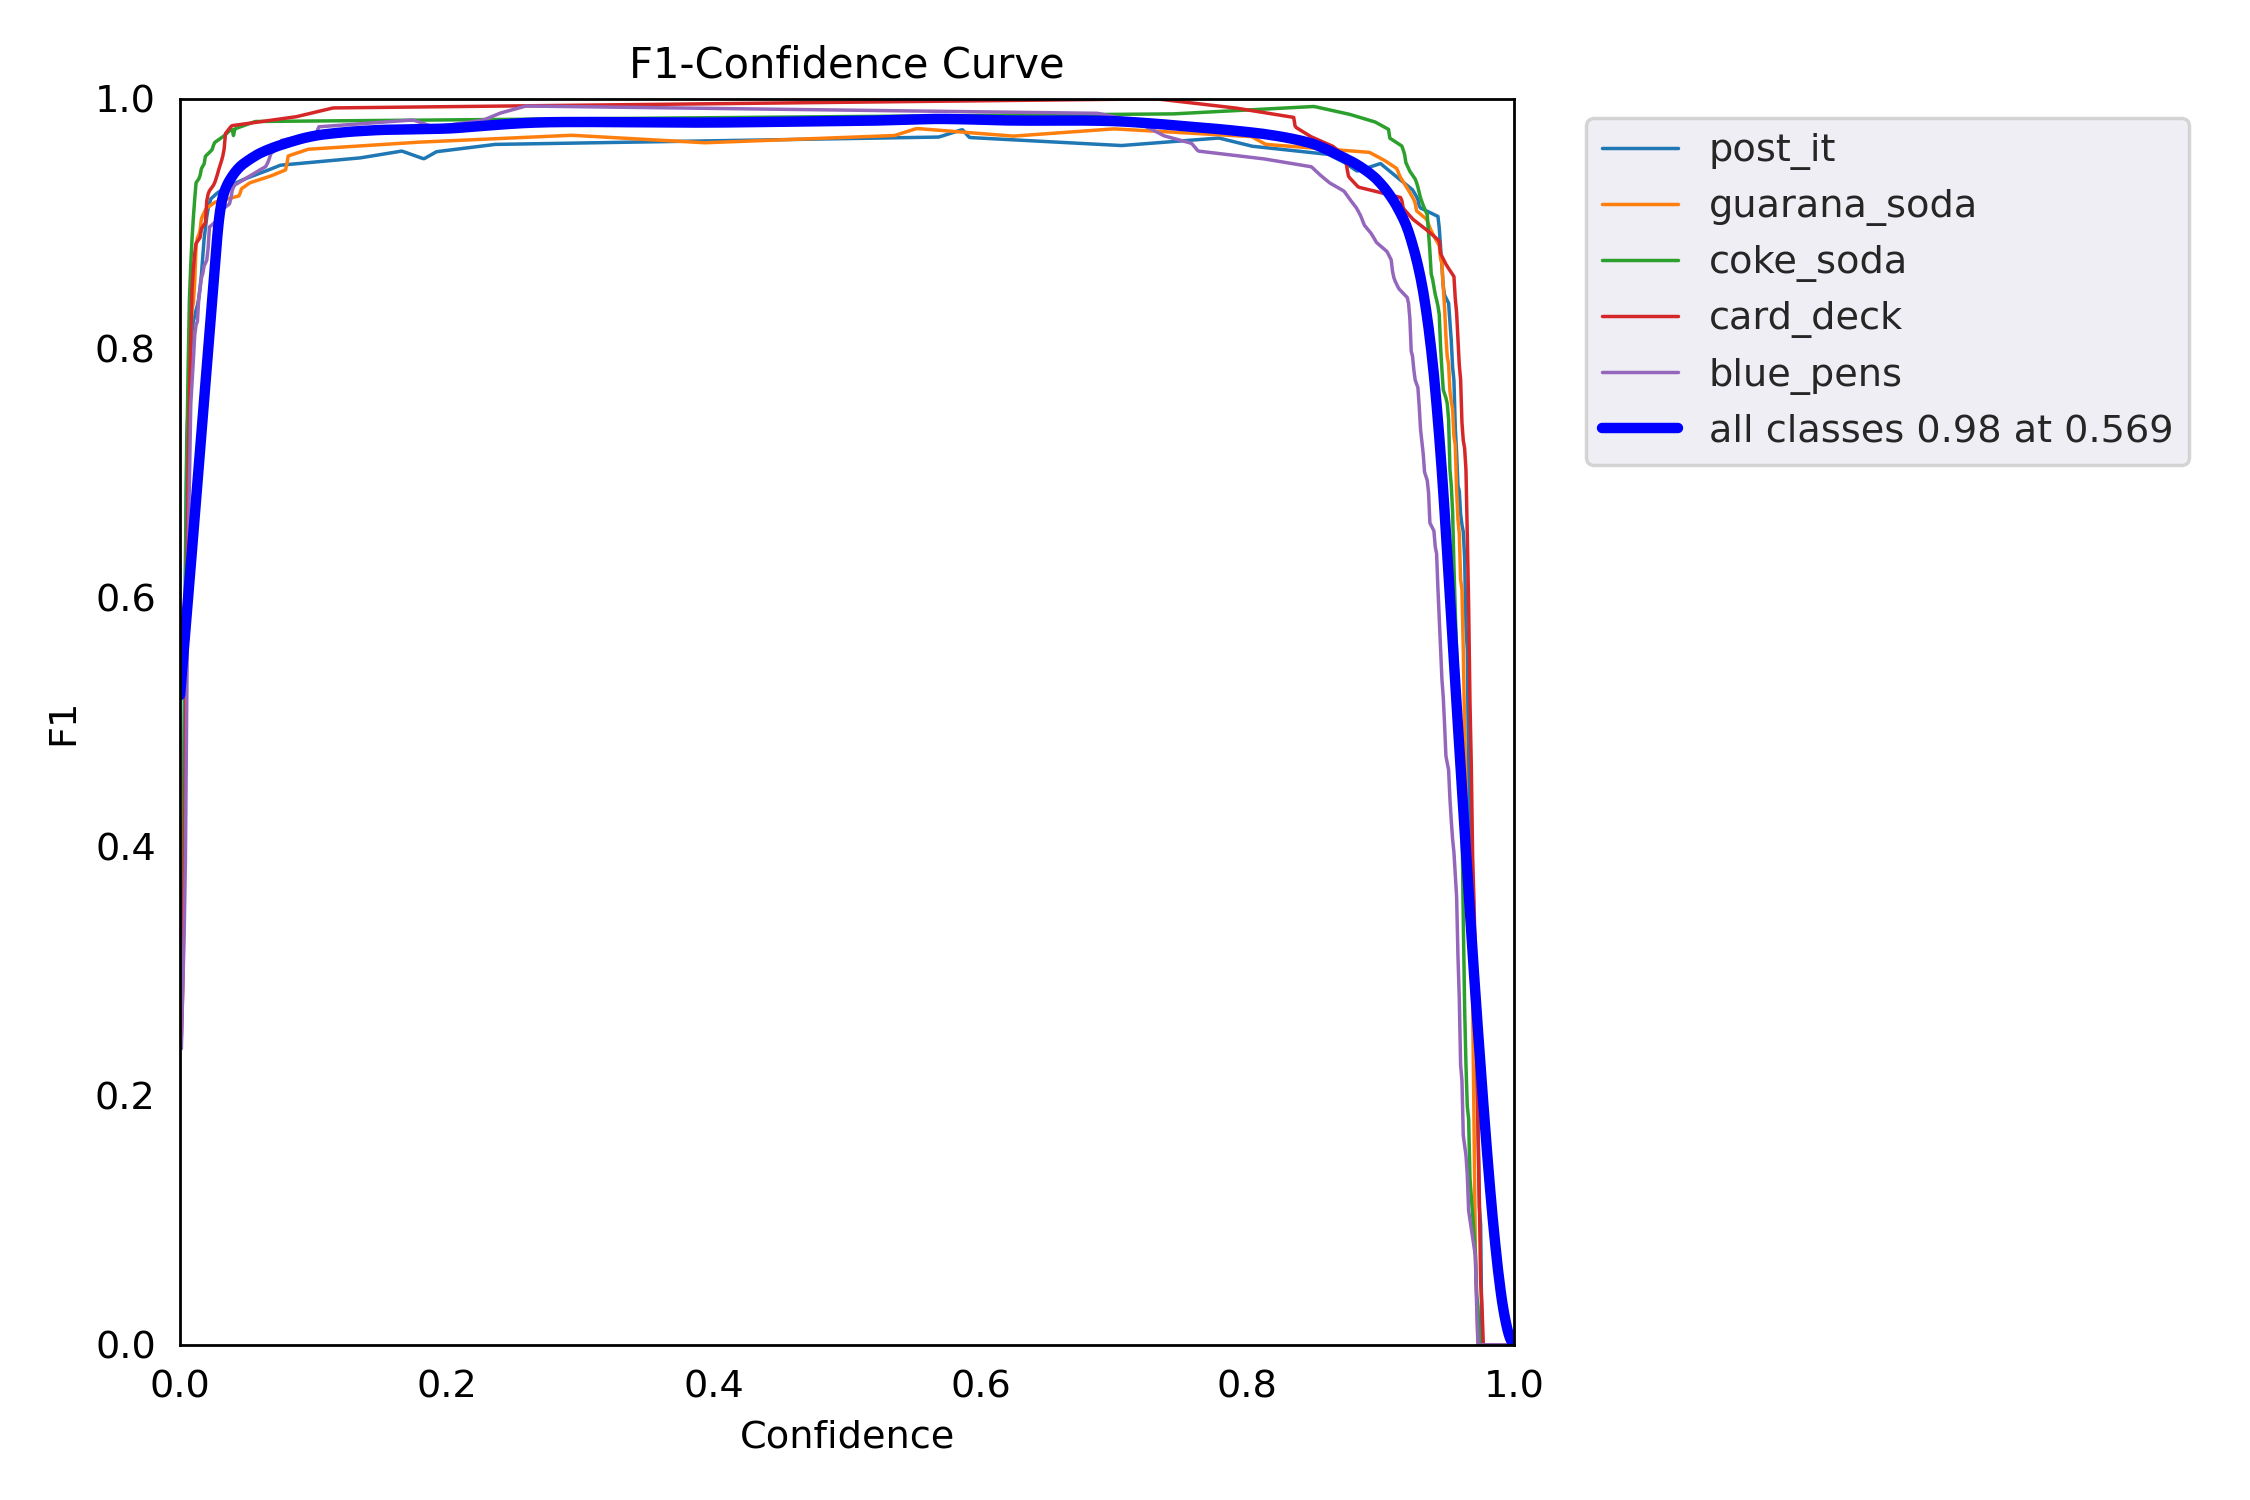 F1-Confidence Curve
1.0
0.8
0.6
0.4
0.2
0.0
F1
0.0 0.2 0.4 0.6 0.8 1.0
Confidence
post_it
guarana_soda
coke_soda
card_deck
blue_pens
all classes 0.98 at 0.569